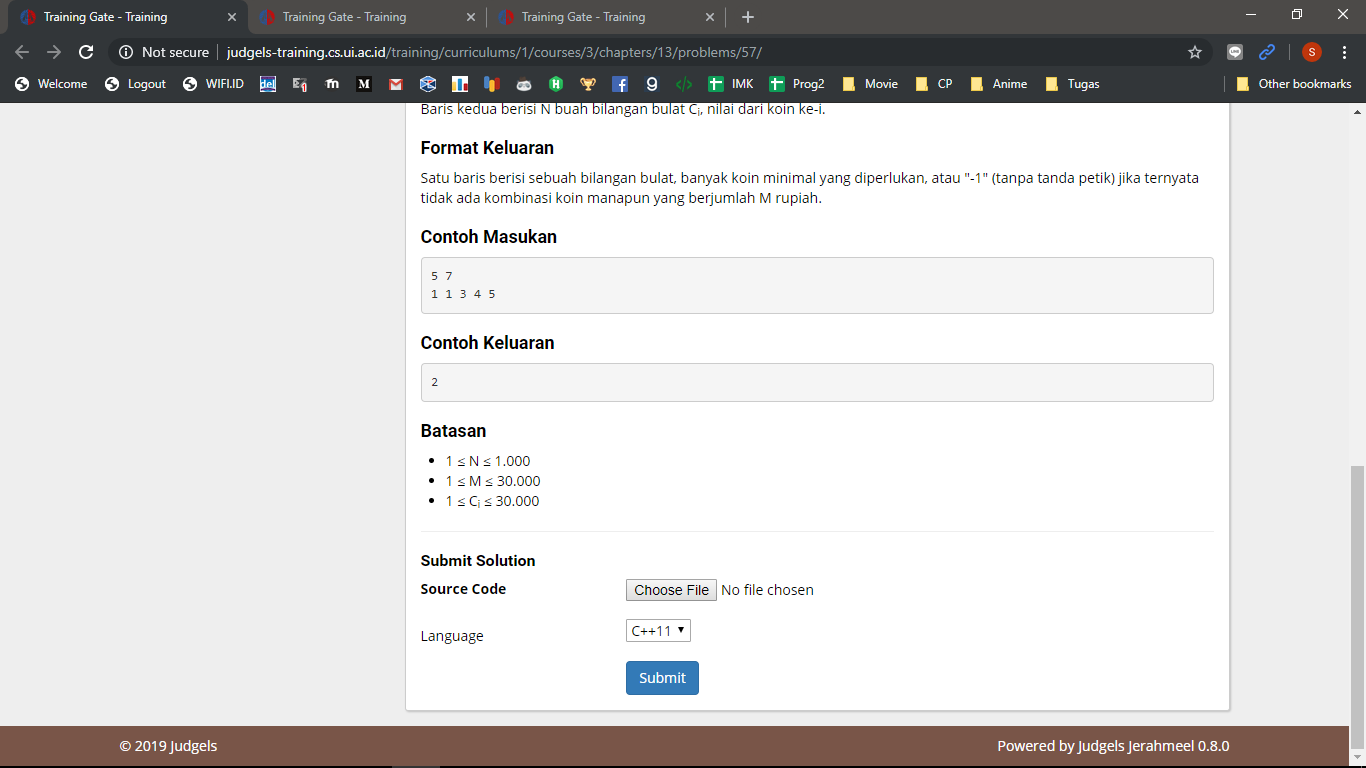 Training Gate - Training
Training Gate - Training
Training Gate - Training
Not secure
judgels-training.cs.ui.ac.id/training/curriculums/1/courses/3/chapters/13/problems/57/
S
Welcome
Logout
WIFI.ID
del
m
M
g
IMK
Prog2
Movie
CP
Anime
Tugas
Other bookmarks
Baris kedua berisi N buah bilangan bulat Ci, nilai dari koin ke-i.
Format Keluaran
Satu baris berisi sebuah bilangan bulat, banyak koin minimal yang diperlukan, atau "-1" (tanpa tanda petik) jika ternyata
tidak ada kombinasi koin manapun yang berjumlah M rupiah.
Contoh Masukan
5 7
1 1 3 4 5
Contoh Keluaran
2
Batasan
1 ≤ N ≤ 1.000
1 ≤ M ≤ 30.000
1 ≤ Ci ≤ 30.000
Submit Solution
Source Code
Choose File No file chosen
Language
C++11
Submit
© 2019 Judgels
Powered by Judgels Jerahmeel 0.8.0